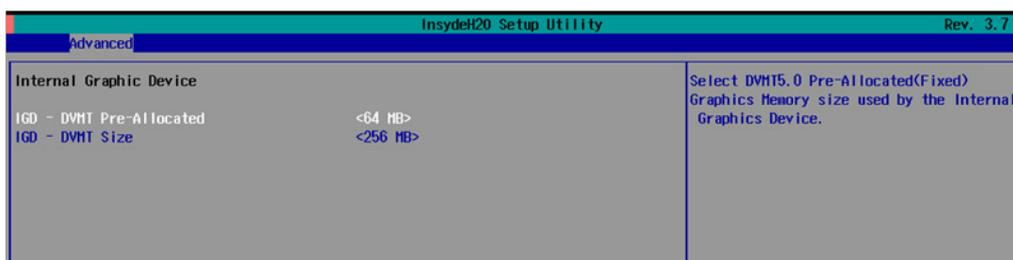 InsydeH20 Setup Utility Rev. 3.7
Advanced
Internal Graphic Device
IGD - DVMT Pre-Allocated <64 MB>
IGD - DVMT Size <256 MB>
Select DVMT5.0 Pre-Allocated(Fixed)
Graphics Memory size used by the Internal
Graphics Device.